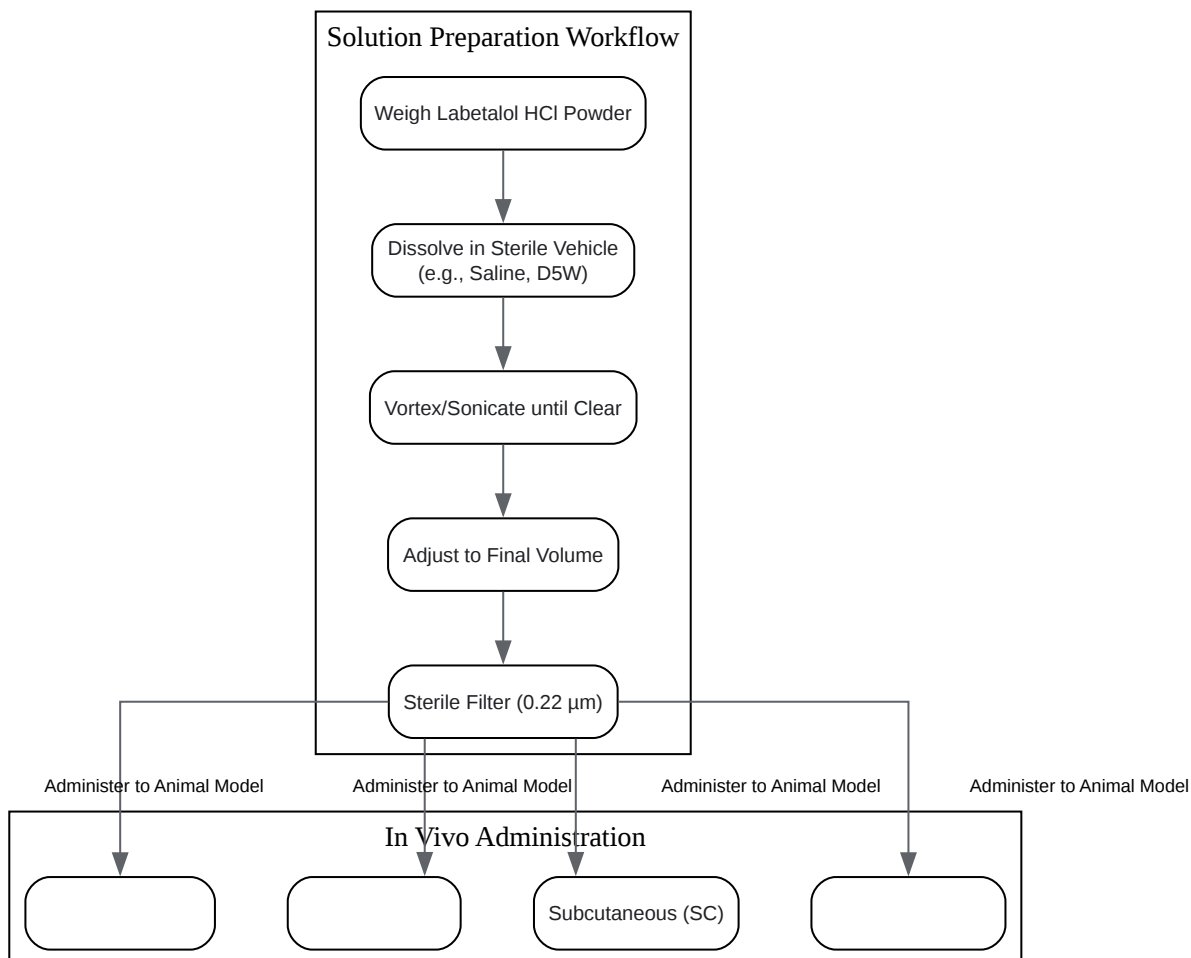 Solution Preparation Workflow
Weigh Labetalol HCl Powder
Dissolve in Sterile Vehicle
(e.g., Saline, D5W)
Vortex/Sonicate until Clear
Adjust to Final Volume
Sterile Filter (0.22 µm)
Administer to Animal Model
Administer to Animal Model
Administer to Animal Model
Administer to Animal Model
In Vivo Administration
Subcutaneous (SC)